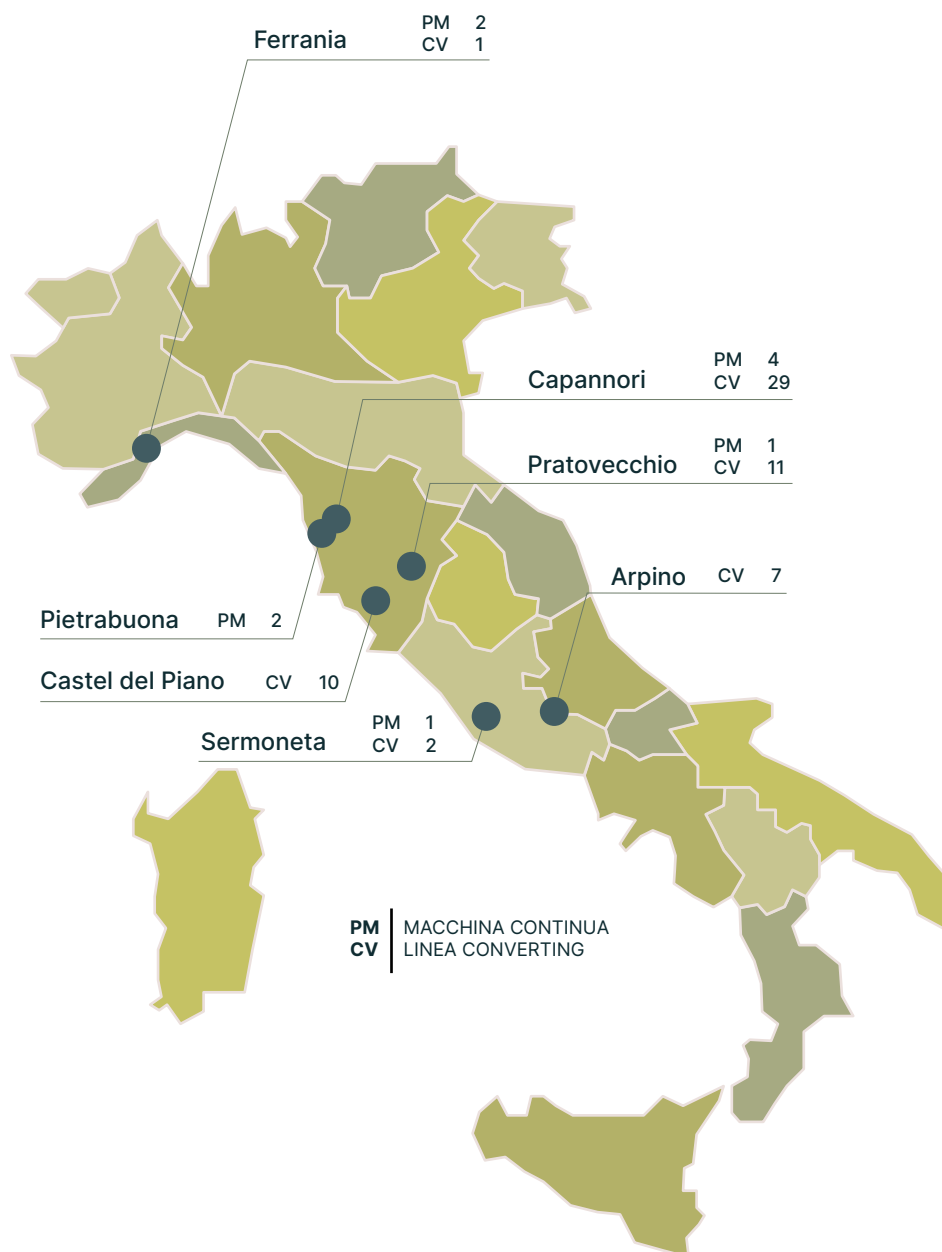 Ferrania PM 2
CV 1
Capannori PM 4
CV 29
Pratovecchio PM 1
CV 11
Arpino CV 7
Pietrabuona PM 2
Castel del Piano CV 10
Sermoneta PM 1
CV 2
PM MACCHINA CONTINUA
CV LINEA CONVERTING